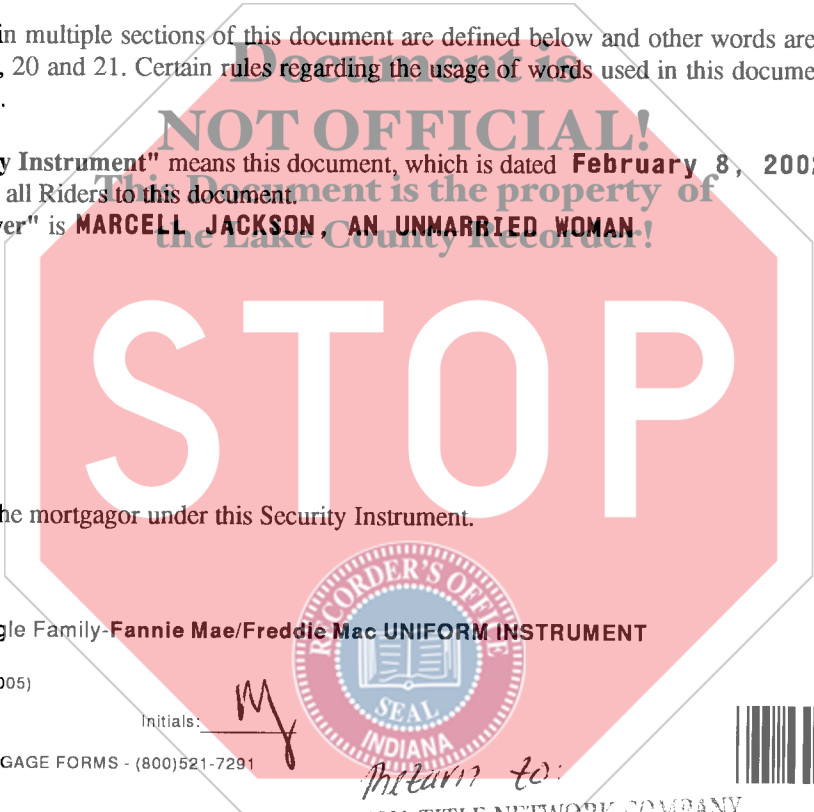 in multiple sections of this document are defined below and other words are
, 20 and 21. Certain rules regarding the usage of words used in this docume
.
Document is
NOT OFFICIAL!
This Document is the property of
the Lake County Recorder!
y Instrument" means this document, which is dated February 8, 2002
all Riders to this document.
er" is MARCELL JACKSON, AN UNMARRIED WOMAN
STOP
he mortgagor under this Security Instrument.
RECORDER'S OFFICE
SEAL
INDIANA
gle Family-Fannie Mae/Freddie Mac UNIFORM INSTRUMENT
005)
Initials:
GAGE FORMS - (800)521-7291
Return to:
TITLE NETWORK COMPANY